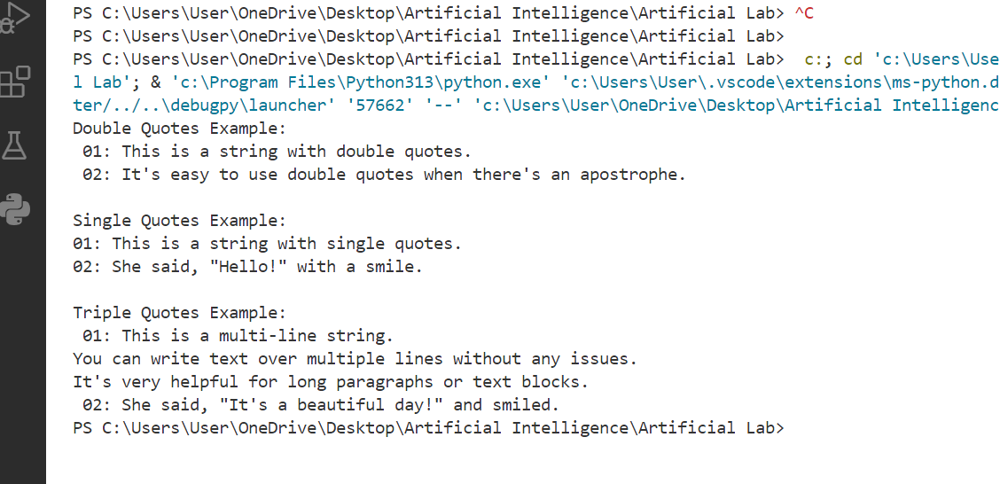 PS C:\Users\User\OneDrive\Desktop\Artificial Intelligence\Artificial Lab> ^C
PS C:\Users\User\OneDrive\Desktop\Artificial Intelligence\Artificial Lab>
PS C:\Users\User\OneDrive\Desktop\Artificial Intelligence\Artificial Lab>  c:; cd 'c:\Users\Use
l Lab'; & 'c:\Program Files\Python313\python.exe' 'c:\Users\User\.vscode\extensions\ms-python.d
ter/../..\debugpy\launcher' '57662' '--' 'c:\Users\User\OneDrive\Desktop\Artificial Intelligenc
Double Quotes Example:
 01: This is a string with double quotes.
 02: It's easy to use double quotes when there's an apostrophe.

Single Quotes Example:
01: This is a string with single quotes.
02: She said, "Hello!" with a smile.

Triple Quotes Example:
 01: This is a multi-line string.
You can write text over multiple lines without any issues.
It's very helpful for long paragraphs or text blocks.
 02: She said, "It's a beautiful day!" and smiled.
PS C:\Users\User\OneDrive\Desktop\Artificial Intelligence\Artificial Lab>